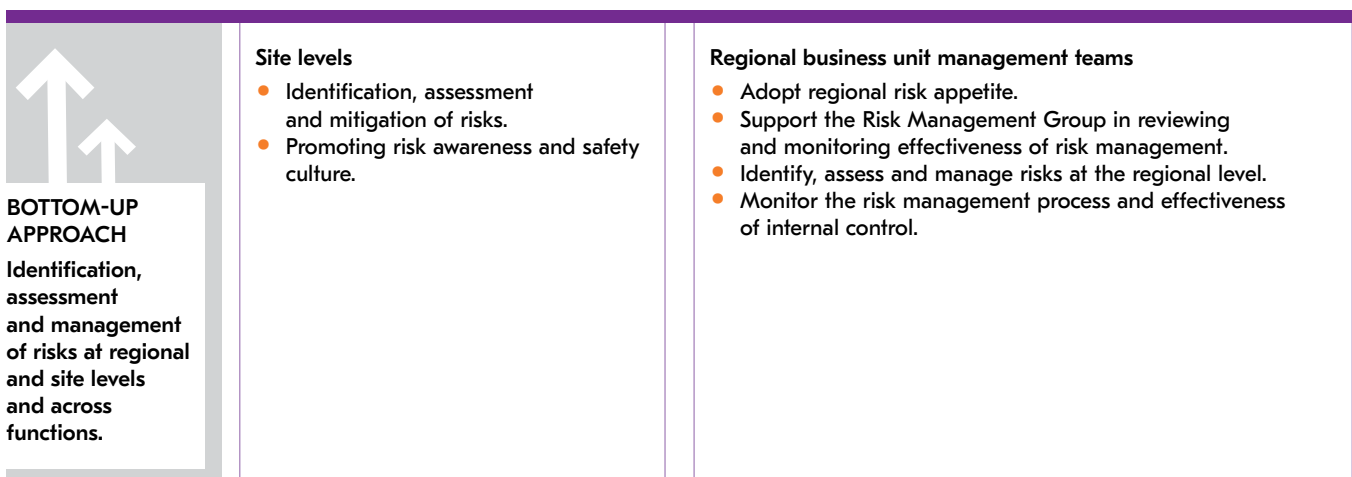 BOTTOM-UP
APPROACH
Identification,
assessment
and management
of risks at regional
and site levels
and across
functions.
Site levels
• Identification, assessment
and mitigation of risks.
• Promoting risk awareness and safety
culture.
Regional business unit management teams
• Adopt regional risk appetite.
• Support the Risk Management Group in reviewing
and monitoring effectiveness of risk management.
• Identify, assess and manage risks at the regional level.
• Monitor the risk management process and effectiveness
of internal control.